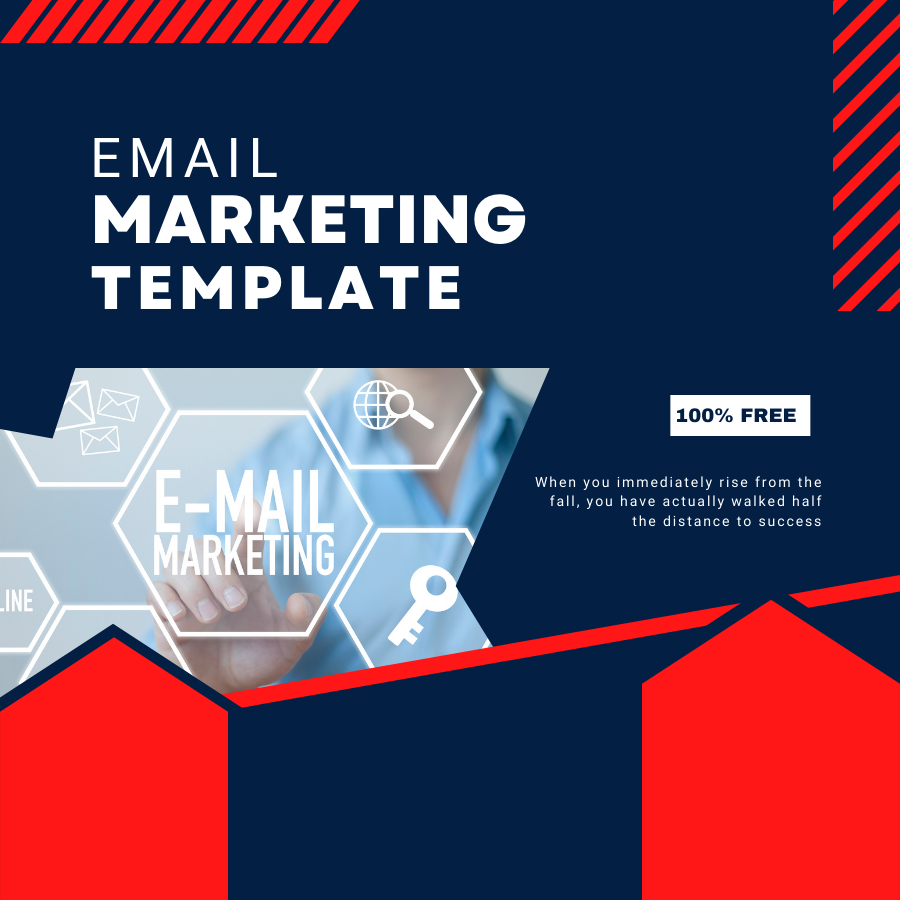 EMAIL
MARKETING
TEMPLATE
100% FREE
When you immediately rise from the
fall, you have actually walked half
the distance to success
E-MAIL
MARKETING
LINE